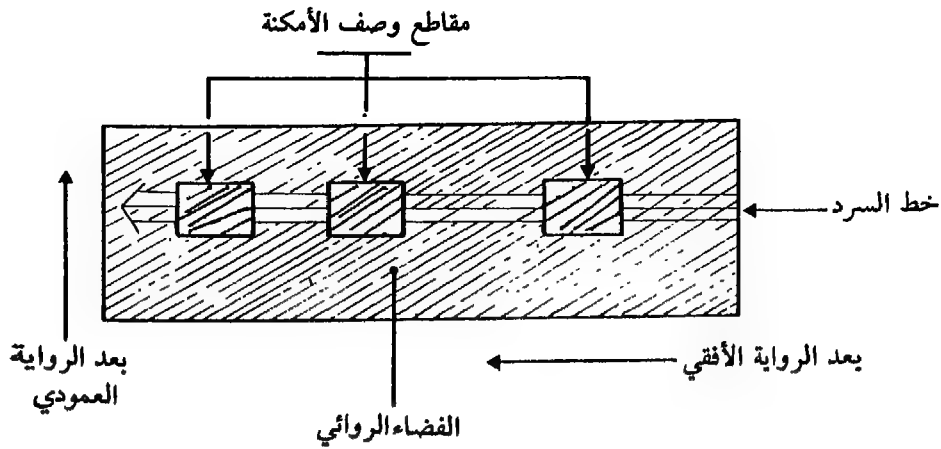 مقاطع وصف الأمكنة
خط السرد
بعد الرواية الأفقي
بعد الرواية
العمودي
الفضاء الروائي